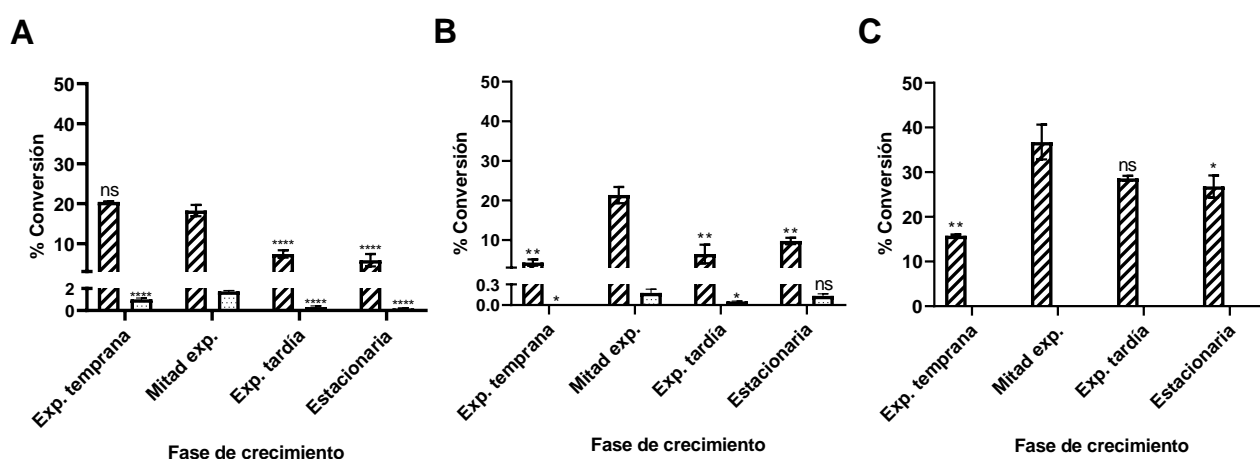 A
% Conversión
50
40
30
20
10
2
0
ns
****
****
****
****
****
Exp. temprana
Mitad exp.
Exp. tardía
Estacionaria
Fase de crecimiento
B
% Conversión
50
40
30
20
10
0.3
0.0
**
*
**
*
**
ns
Exp. temprana
Mitad exp.
Exp. tardía
Estacionaria
Fase de crecimiento
C
% Conversión
50
40
30
20
10
0
**
ns
*
Exp. temprana
Mitad exp.
Exp. tardía
Estacionaria
Fase de crecimiento